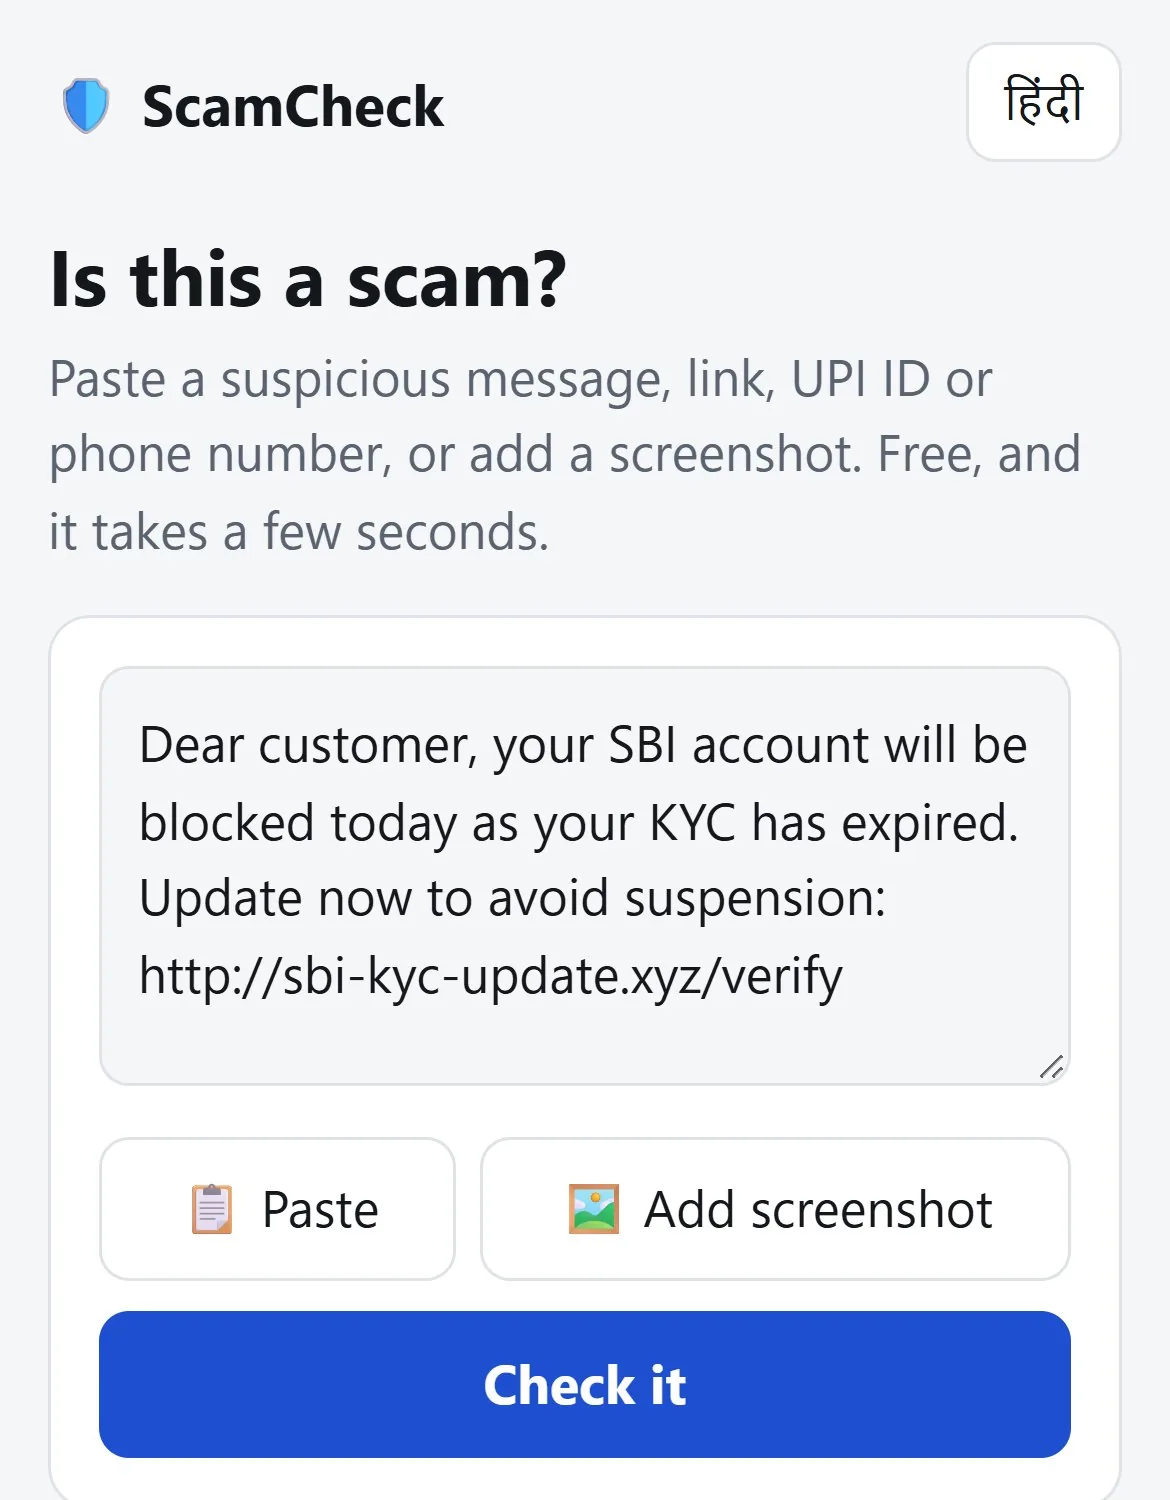 ScamCheck
हिंदी
Is this a scam?
Paste a suspicious message, link, UPI ID or
phone number, or add a screenshot. Free, and
it takes a few seconds.
Dear customer, your SBI account will be
blocked today as your KYC has expired.
Update now to avoid suspension:
http://sbi-kyc-update.xyz/verify
Paste
Add screenshot
Check it